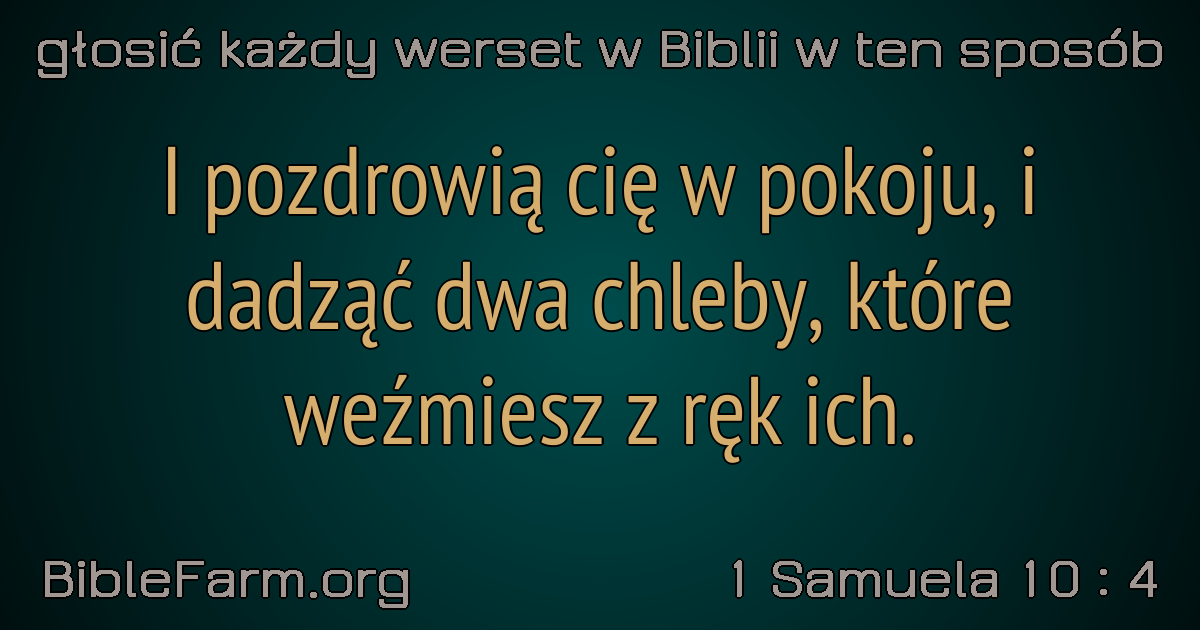 głosić każdy werset w Biblii w ten sposób
I pozdrowią cię w pokoju, i
dadząć dwa chleby, które
weźmiesz z ręk ich.
BibleFarm.org
1 Samuela 10 : 4